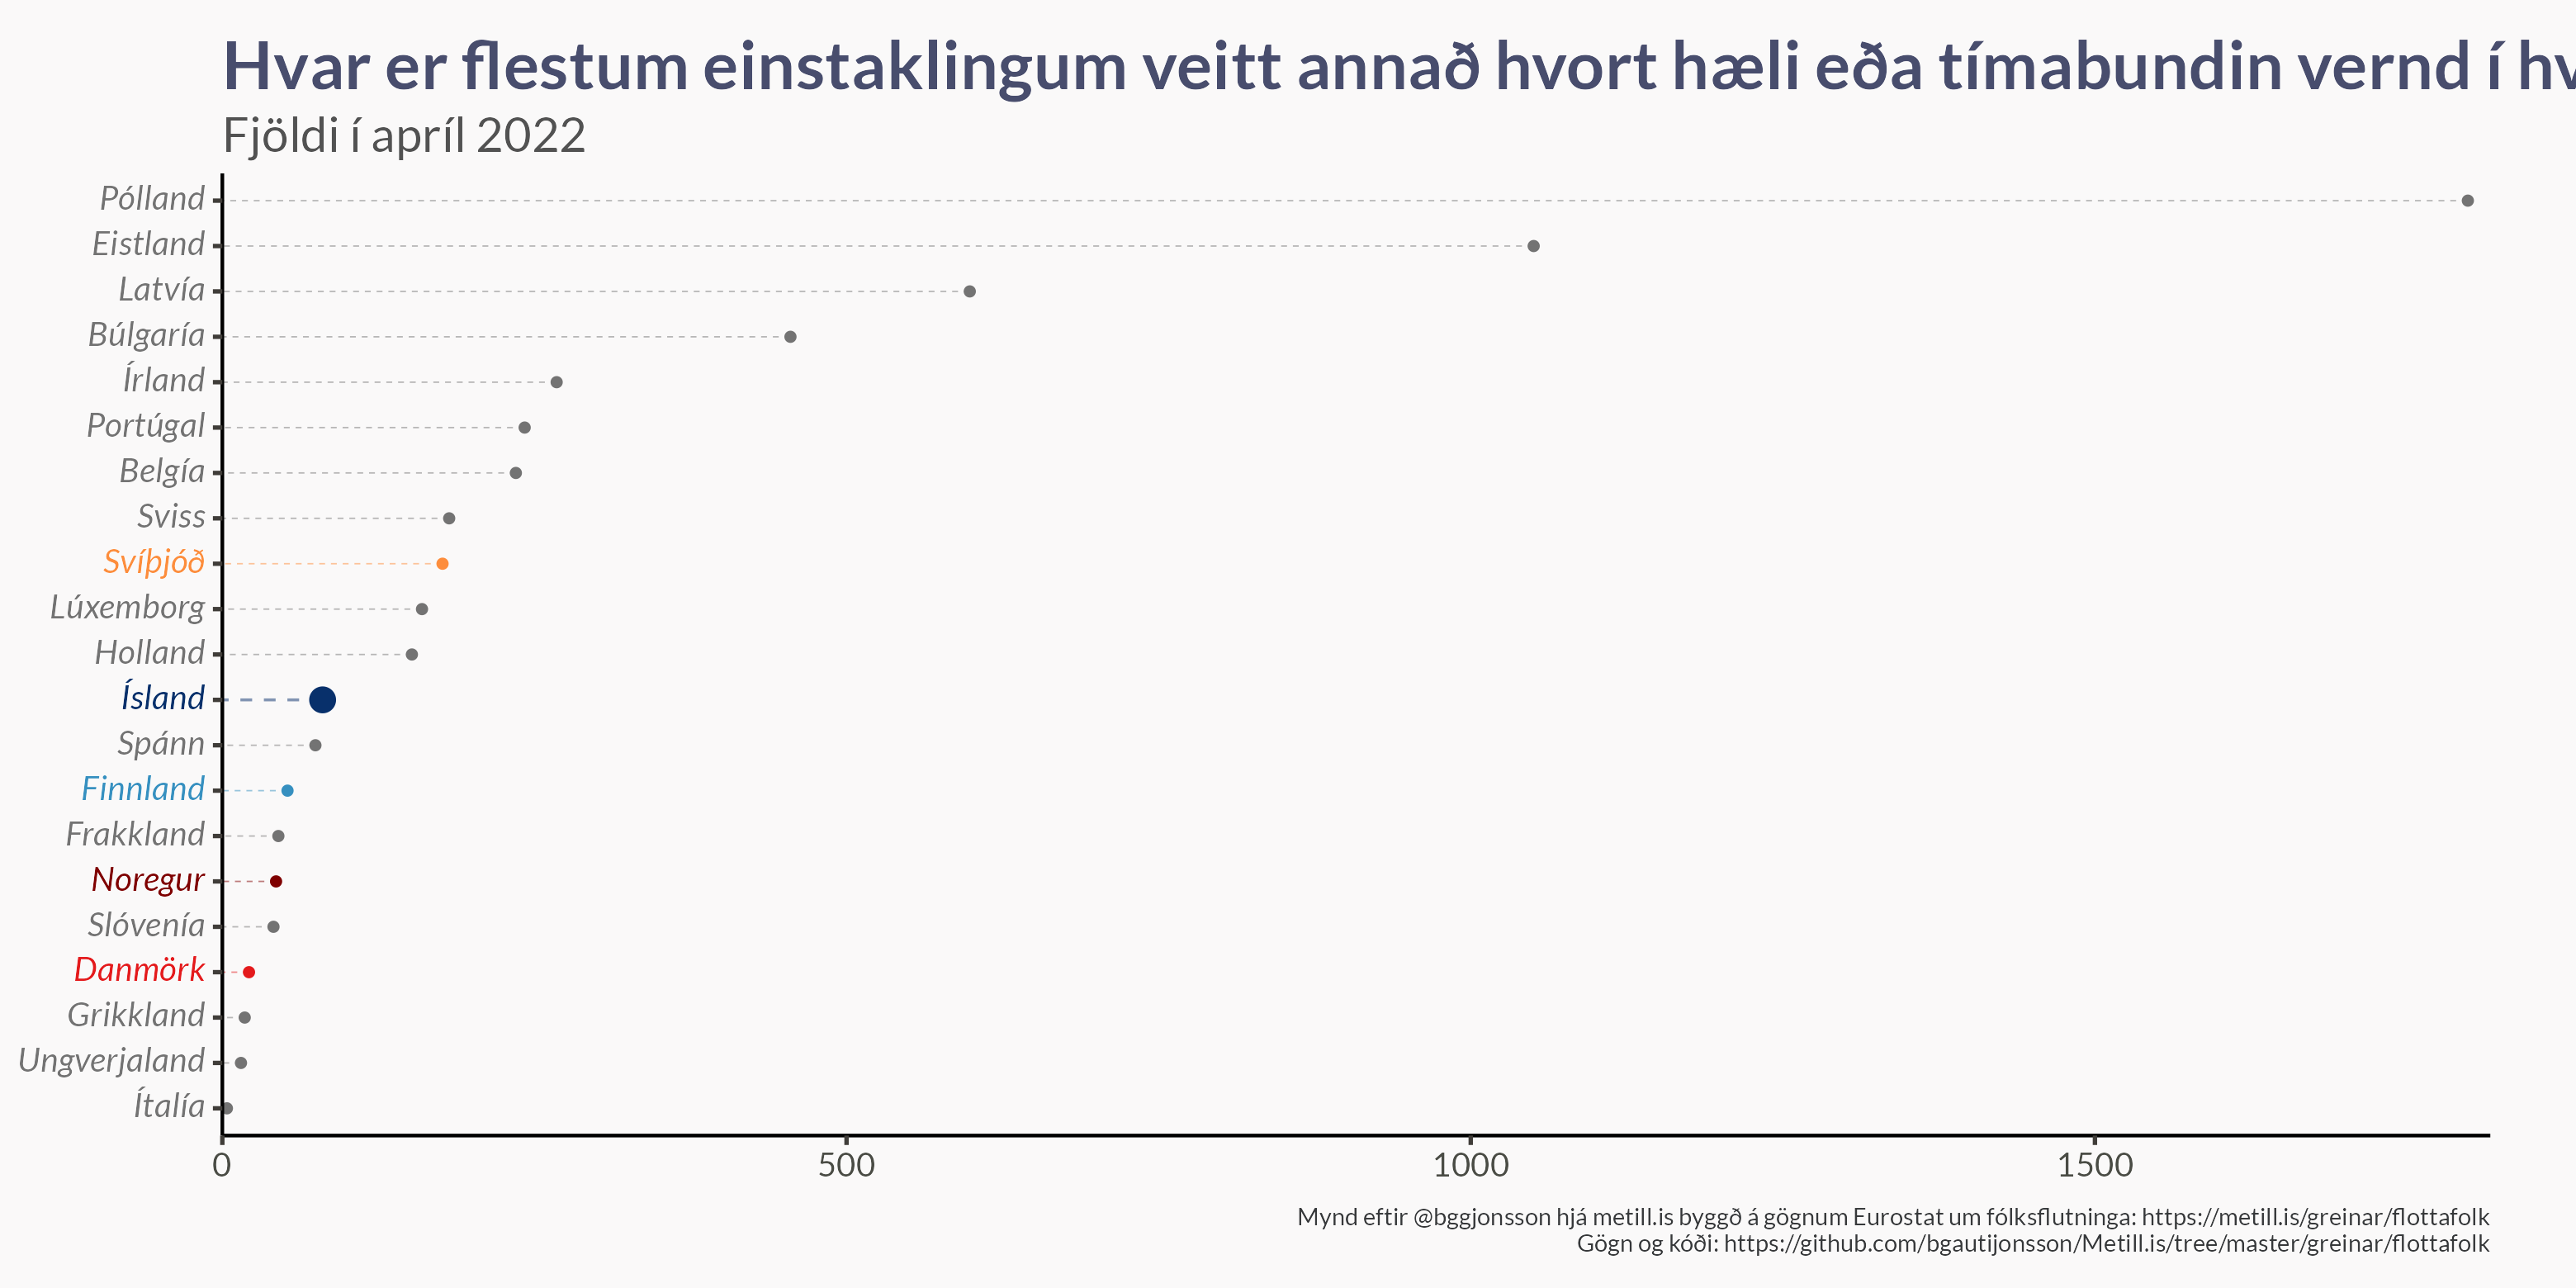 Hvar er flestum einstaklingum veitt annað hvort hæli eða tímabundin vernd í hv
Fjöldi í apríl 2022
Pólland
Eistland
Latvía
Búlgaría
Írland
Portúgal
Belgía
Sviss
Svíþjóð
Lúxemborg
Holland
Ísland
Spánn
Finnland
Frakkland
Noregur
Slóvenía
Danmörk
Grikkland
Ungverjaland
Ítalía
0 500 1000 1500
Mynd eftir @bggjonsson hjá metill.is byggð á gögnum Eurostat um fólksflutninga: https://metill.is/greinar/flottafolk
Gögn og kóði: https://github.com/bgautijonsson/Metill.is/tree/master/greinar/flottafolk